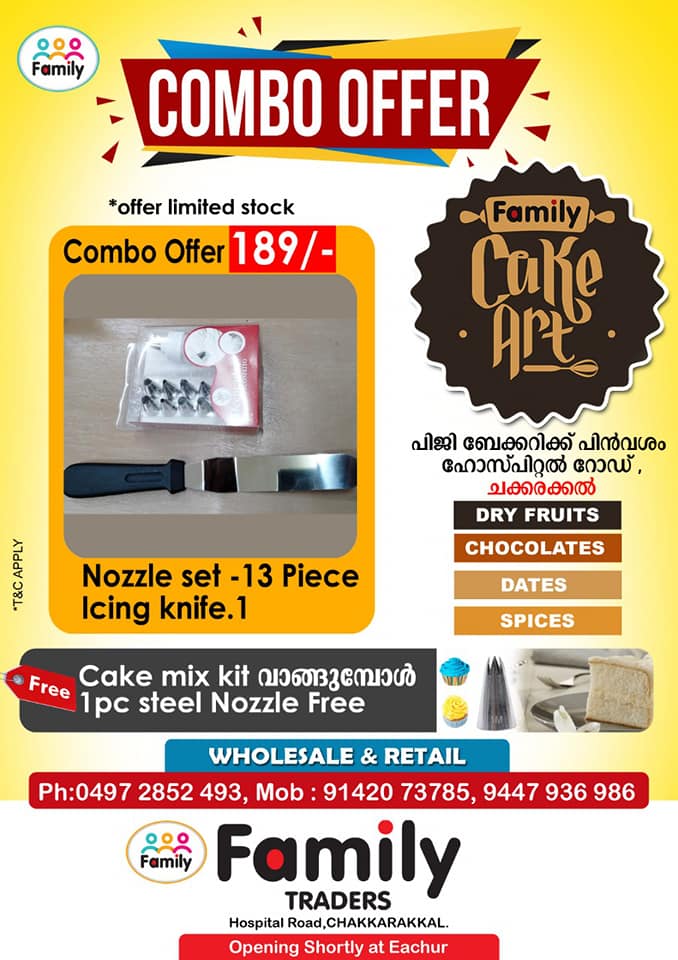 Family
COMBO OFFER
*offer limited stock
Combo Offer 189/-
Nozzle set -13 Piece
Icing knife.1
*T&C APPLY
Family
Cake
Art
പിജി ബേക്കറിക്ക് പിൻവശം
ഹോസ്പിറ്റൽ റോഡ് ,
ചക്കരക്കൽ
DRY FRUITS
CHOCOLATES
DATES
SPICES
Free
Cake mix kit വാങ്ങുമ്പോൾ
1pc steel Nozzle Free
WHOLESALE & RETAIL
Ph:0497 2852 493, Mob : 91420 73785, 9447 936 986
Family
Family
TRADERS
Hospital Road,CHAKKARAKKAL.
Opening Shortly at Eachur